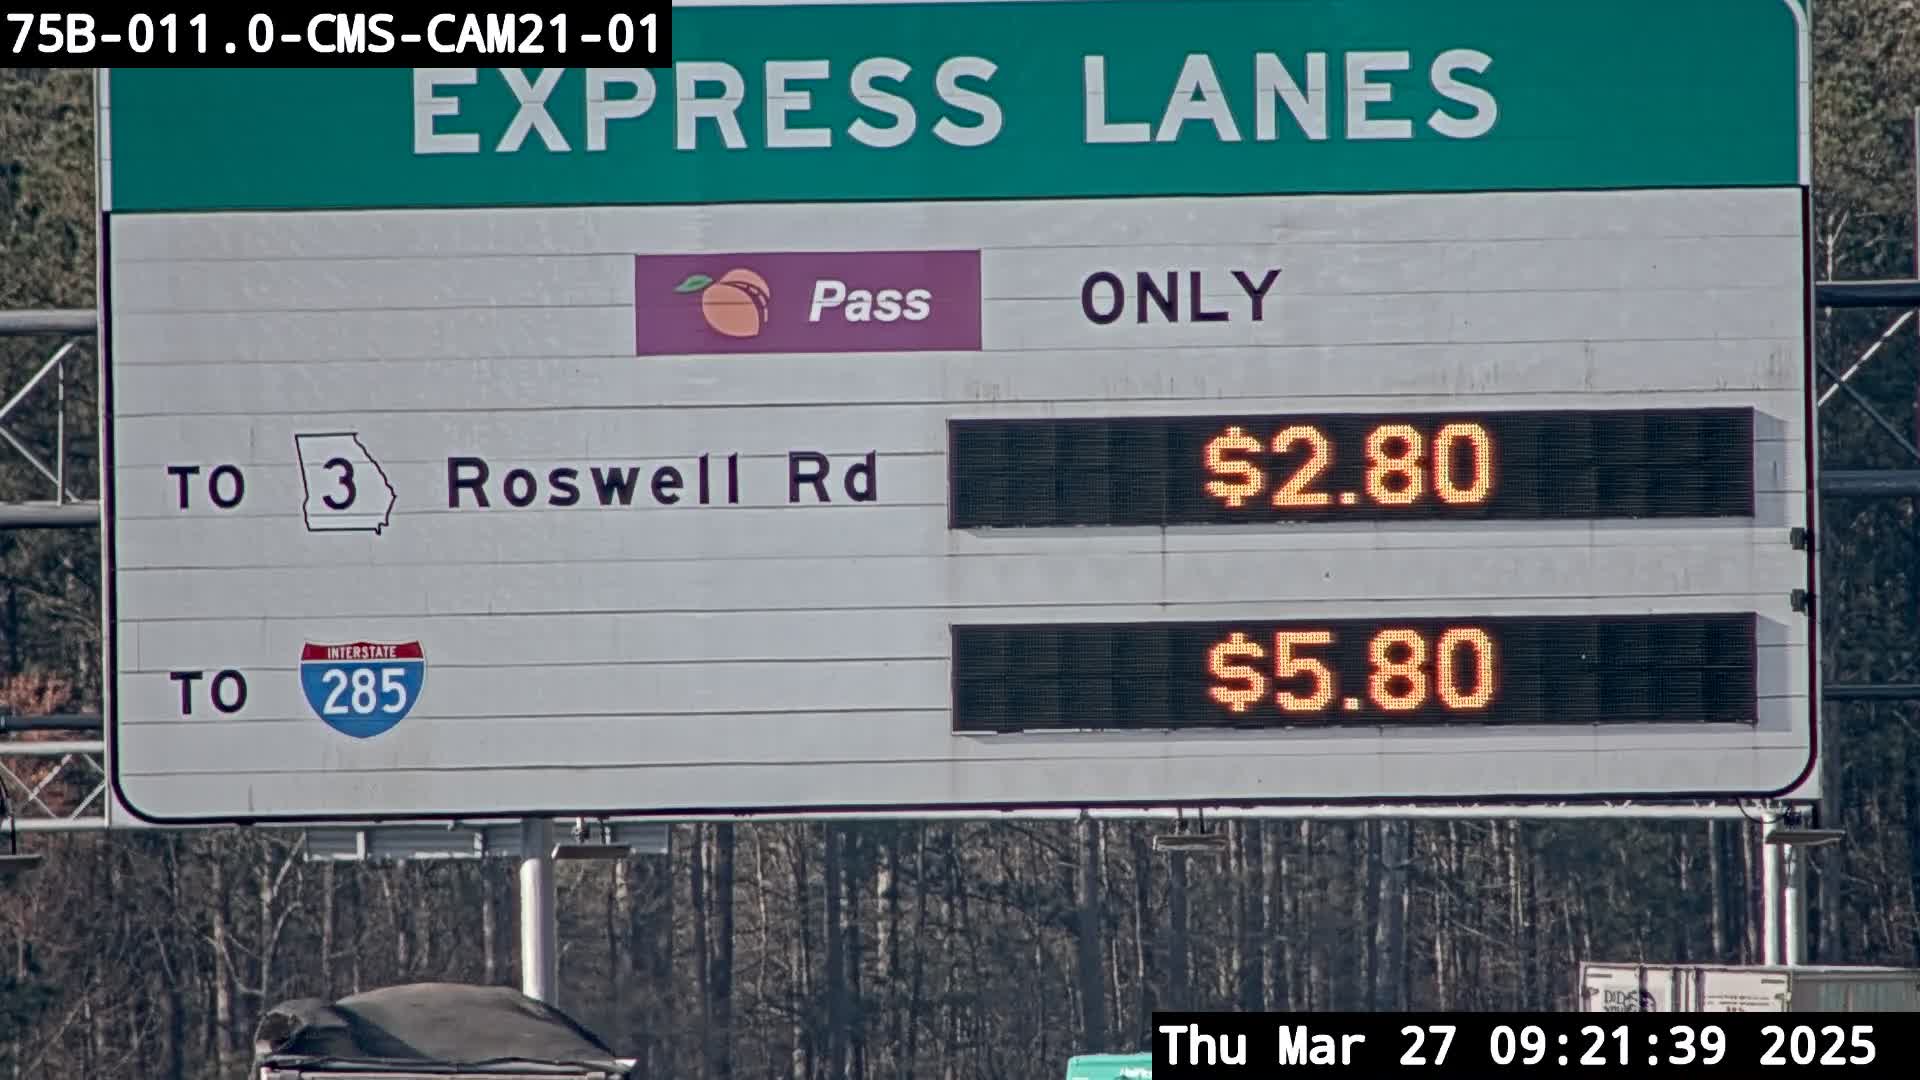 75B-011.0-CMS-CAM21-01
EXPRESS LANES
Pass ONLY
TO 3 Roswell Rd $2.80
TO INTERSTATE 285 $5.80
Thu Mar 27 09:21:39 2025